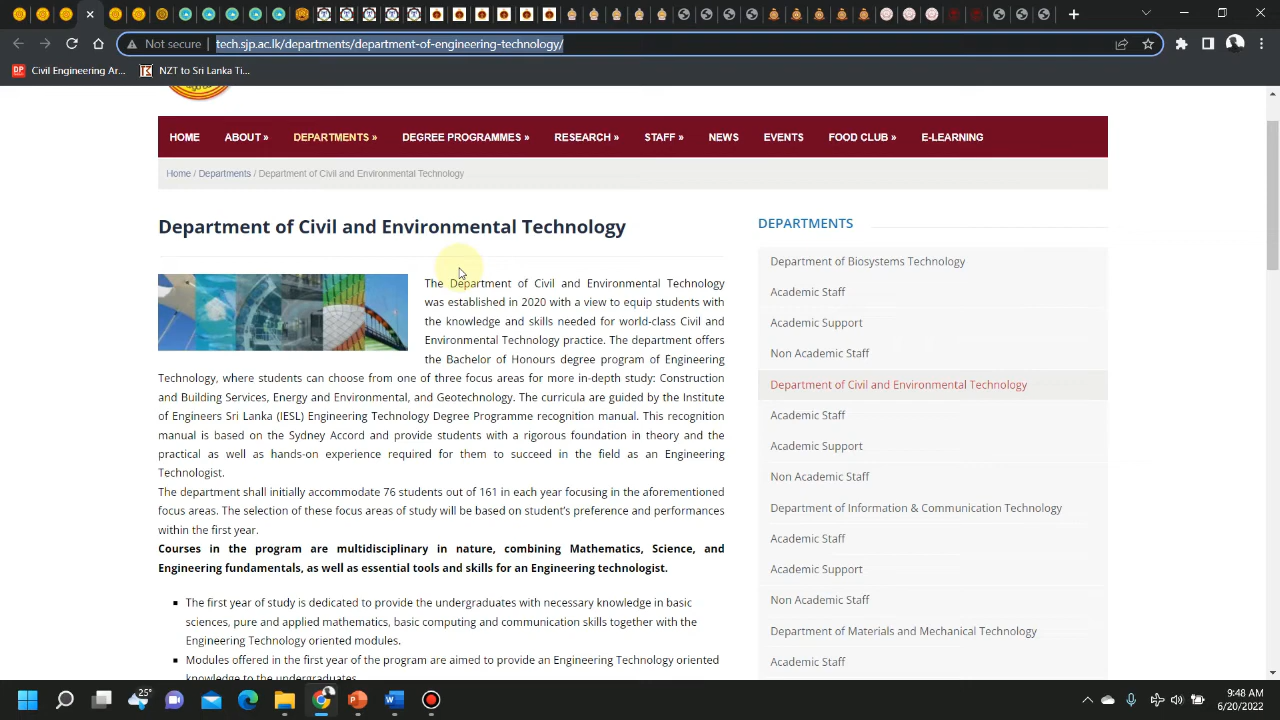 Not secure
tech.sjp.ac.lk/departments/department-of-engineering-technology/
Civil Engineering Ar...
NZT to Sri Lanka Ti...
HOME ABOUT » DEPARTMENTS » DEGREE PROGRAMMES » RESEARCH » STAFF » NEWS EVENTS FOOD CLUB » E-LEARNING
Home / Departments / Department of Civil and Environmental Technology
Department of Civil and Environmental Technology
The Department of Civil and Environmental Technology
was established in 2020 with a view to equip students with
the knowledge and skills needed for world-class Civil and
Environmental Technology practice. The department offers
the Bachelor of Honours degree program of Engineering
Technology, where students can choose from one of three focus areas for more in-depth study: Construction
and Building Services, Energy and Environmental, and Geotechnology. The curricula are guided by the Institute
of Engineers Sri Lanka (IESL) Engineering Technology Degree Programme recognition manual. This recognition
manual is based on the Sydney Accord and provide students with a rigorous foundation in theory and the
practical as well as hands-on experience required for them to succeed in the field as an Engineering
Technologist.
The department shall initially accommodate 76 students out of 161 in each year focusing in the aforementioned
focus areas. The selection of these focus areas of study will be based on student's preference and performances
within the first year.
Courses in the program are multidisciplinary in nature, combining Mathematics, Science, and
Engineering fundamentals, as well as essential tools and skills for an Engineering technologist.
The first year of study is dedicated to provide the undergraduates with necessary knowledge in basic
sciences, pure and applied mathematics, basic computing and communication skills together with the
Engineering Technology oriented modules.
Modules offered in the first year of the program are aimed to provide an Engineering Technology oriented
knowledge to the undergraduates.
DEPARTMENTS
Department of Biosystems Technology
Academic Staff
Academic Support
Non Academic Staff
Department of Civil and Environmental Technology
Academic Staff
Academic Support
Non Academic Staff
Department of Information & Communication Technology
Academic Staff
Academic Support
Non Academic Staff
Department of Materials and Mechanical Technology
Academic Staff
25°
9:48 AM
6/20/2022